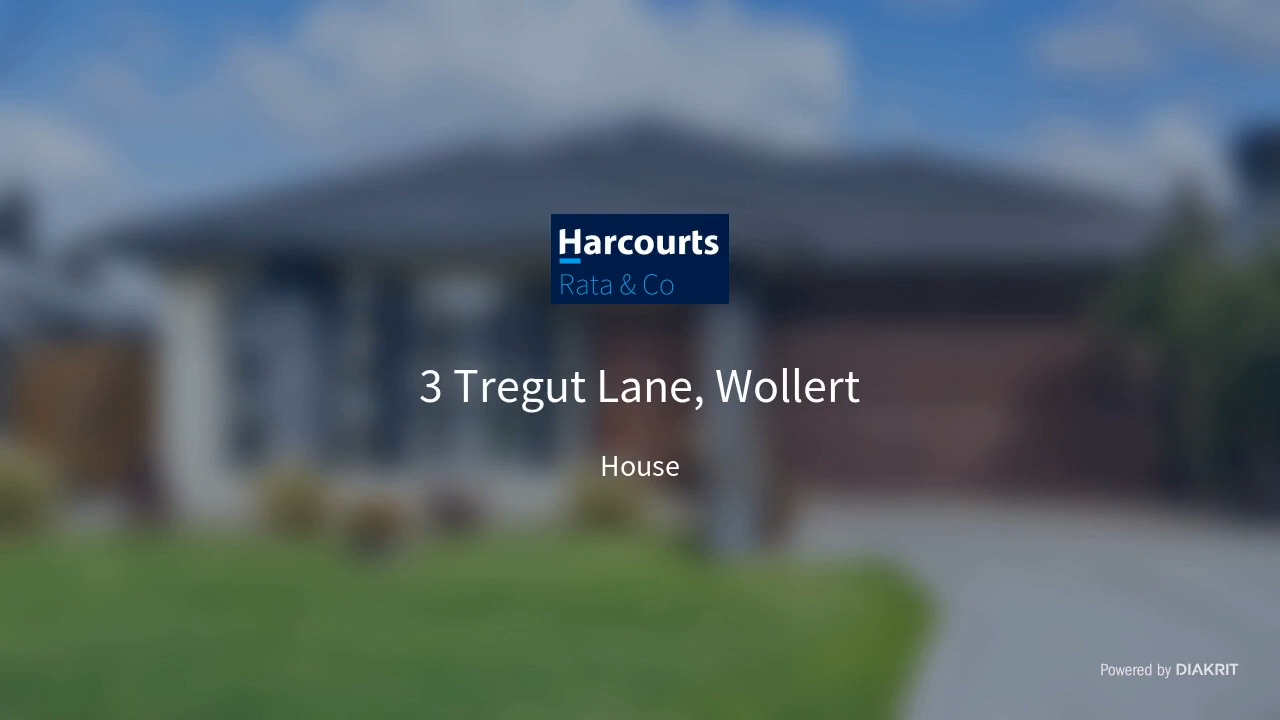 Harcourts
Rata & Co
3 Tregut Lane, Wollert
House
Powered by DIAKRIT